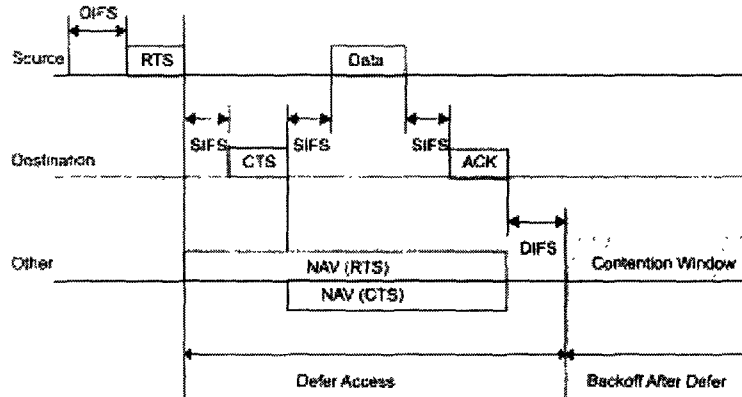 DIFS
Source
RTS
Data
SIFS
SIFS
SIFS
Destination
CTS
ACK
DIFS
Other
NAV (RTS)
Contention Window
NAV (CTS)
Defer Access
Backoff After Defer